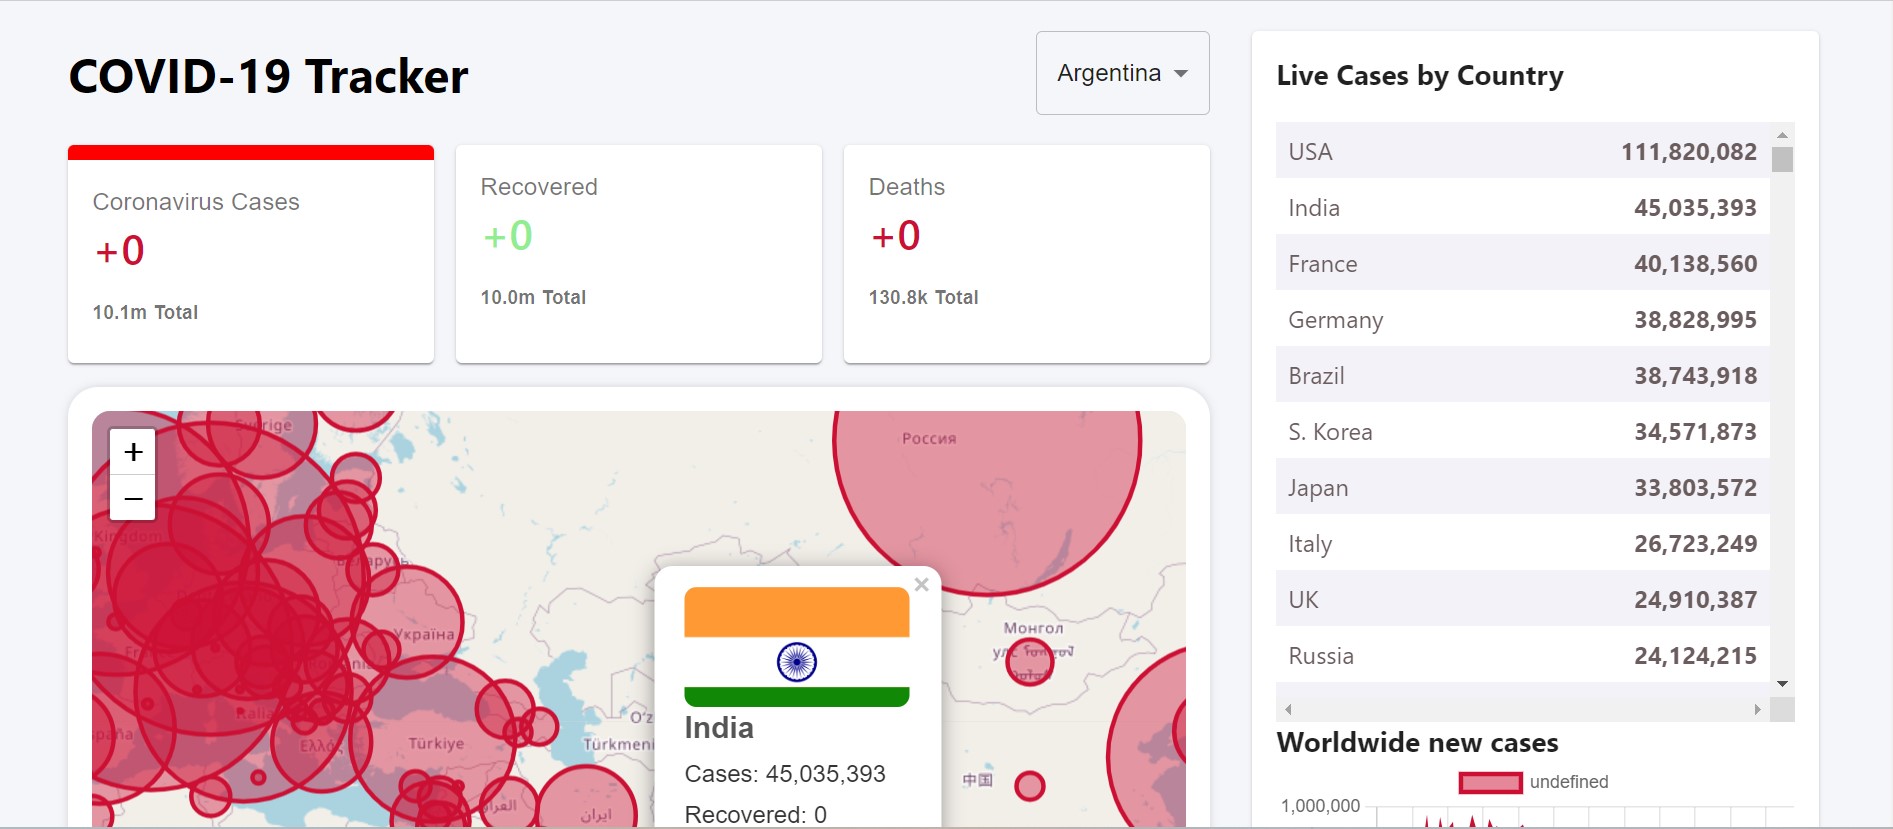 COVID-19 Tracker
Argentina
Coronavirus Cases
+0
10.1m Total
Recovered
+0
10.0m Total
Deaths
+0
130.8k Total
+
−
Sverige
Россия
Kingdom
Беларусь
Україна
Italia
España
Ελλάς
Türkiye
Türkmeni
O'z
Монгол
улс
中国
ایران
×
India
Cases: 45,035,393
Recovered: 0
Live Cases by Country
USA 111,820,082
India 45,035,393
France 40,138,560
Germany 38,828,995
Brazil 38,743,918
S. Korea 34,571,873
Japan 33,803,572
Italy 26,723,249
UK 24,910,387
Russia 24,124,215
Worldwide new cases
undefined
1,000,000